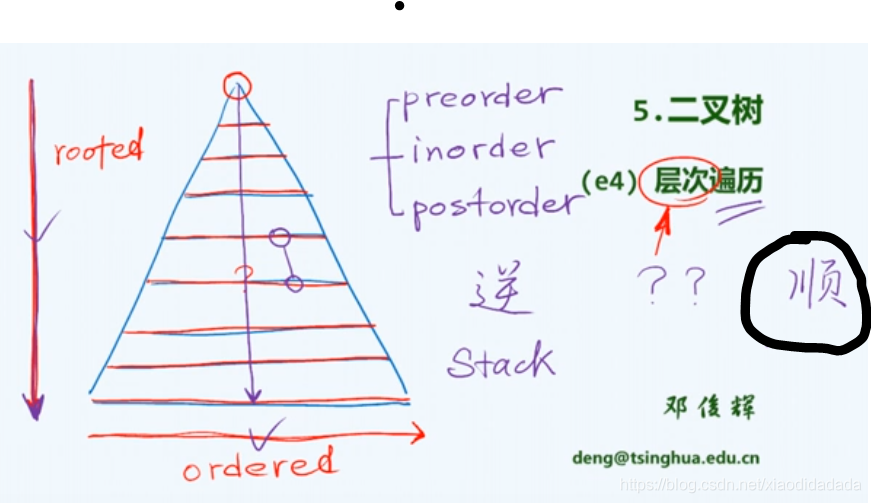 rooted
preorder
inorder
postorder
5.二叉树
(e4) 层次遍历
?
逆
? ?
顺
Stack
邓俊辉
ordered
deng@tsinghua.edu.cn
https://blog.csdn.net/xiaodidadada